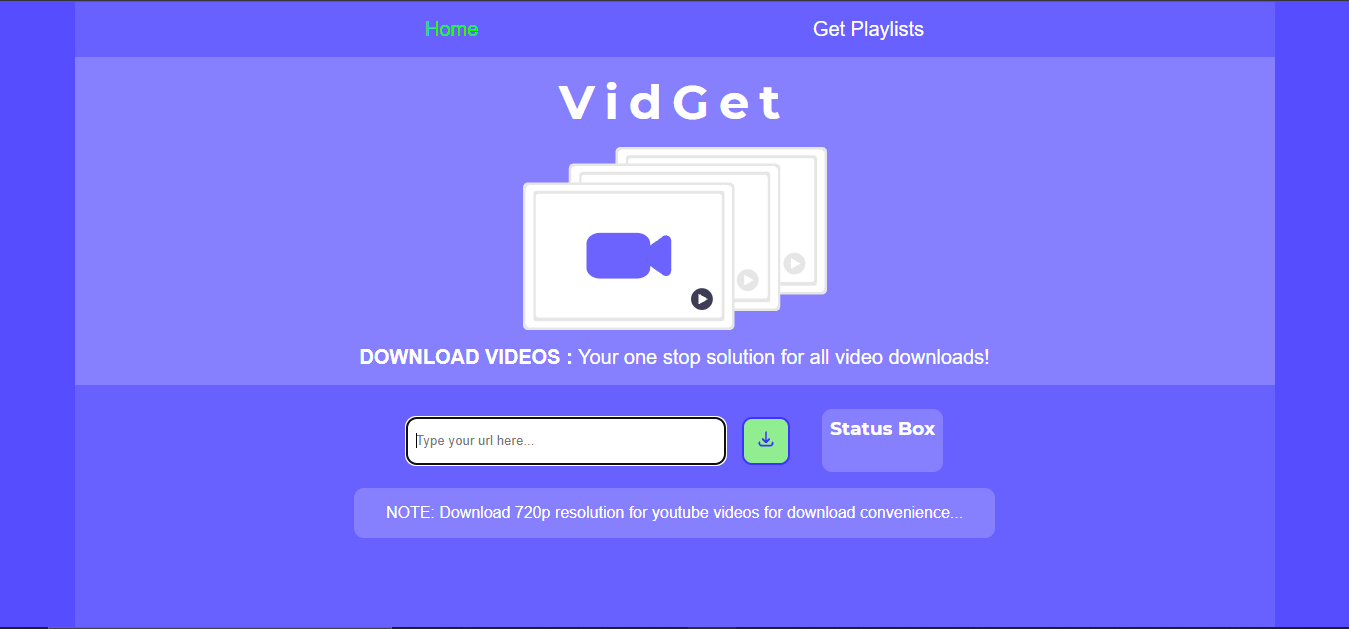 Home
Get Playlists
VidGet
DOWNLOAD VIDEOS : Your one stop solution for all video downloads!
Type your url here...
Status Box
NOTE: Download 720p resolution for youtube videos for download convenience...